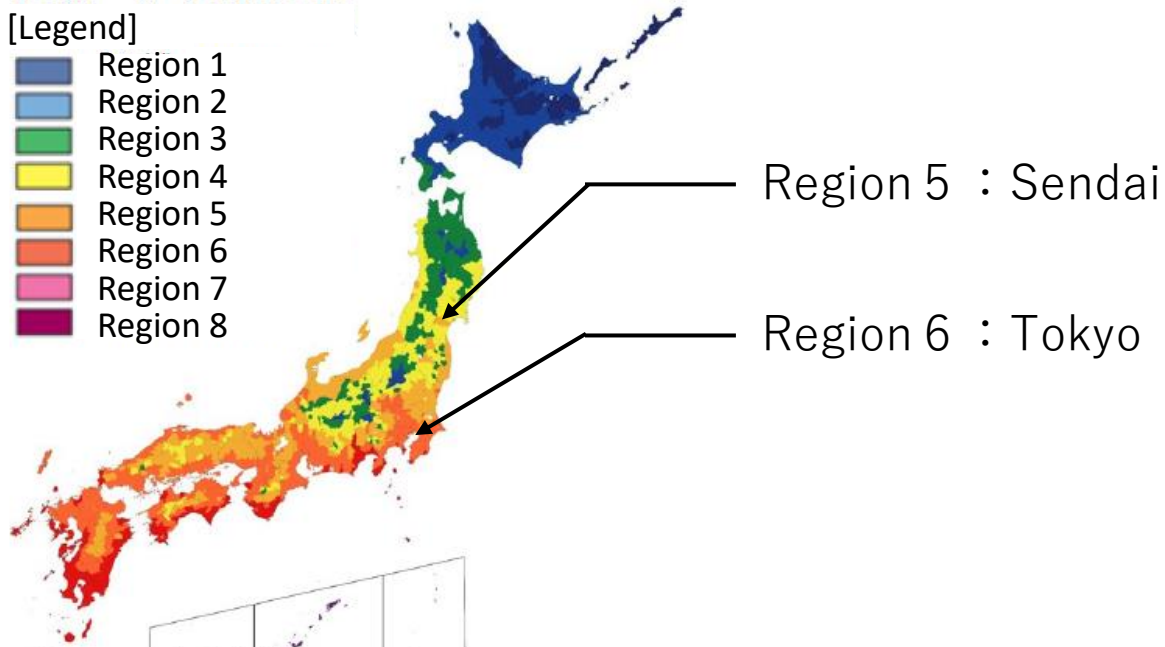 [Legend]
Region 1
Region 2
Region 3
Region 4
Region 5
Region 6
Region 7
Region 8
Region 5 ：Sendai
Region 6 ：Tokyo